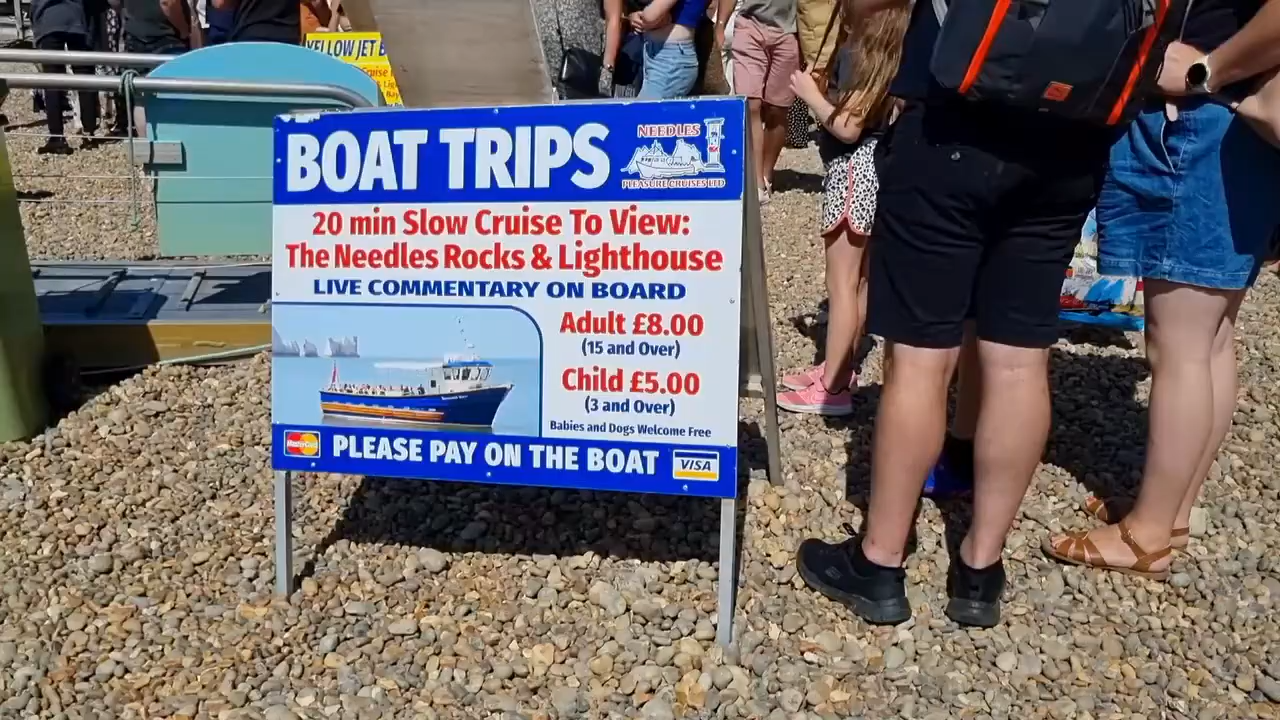 YELLOW JET B
BOAT TRIPS
NEEDLES
PLEASURE CRUISES LTD
20 min Slow Cruise To View:
The Needles Rocks & Lighthouse
LIVE COMMENTARY ON BOARD
Adult £8.00
(15 and Over)
Child £5.00
(3 and Over)
Babies and Dogs Welcome Free
MasterCard
PLEASE PAY ON THE BOAT
VISA